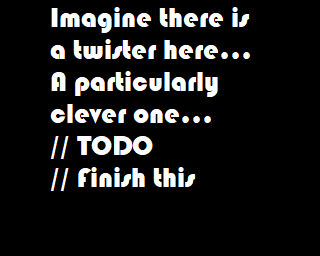 Imagine there is
a twister here...
A particularly
clever one...
// TODO
// Finish this